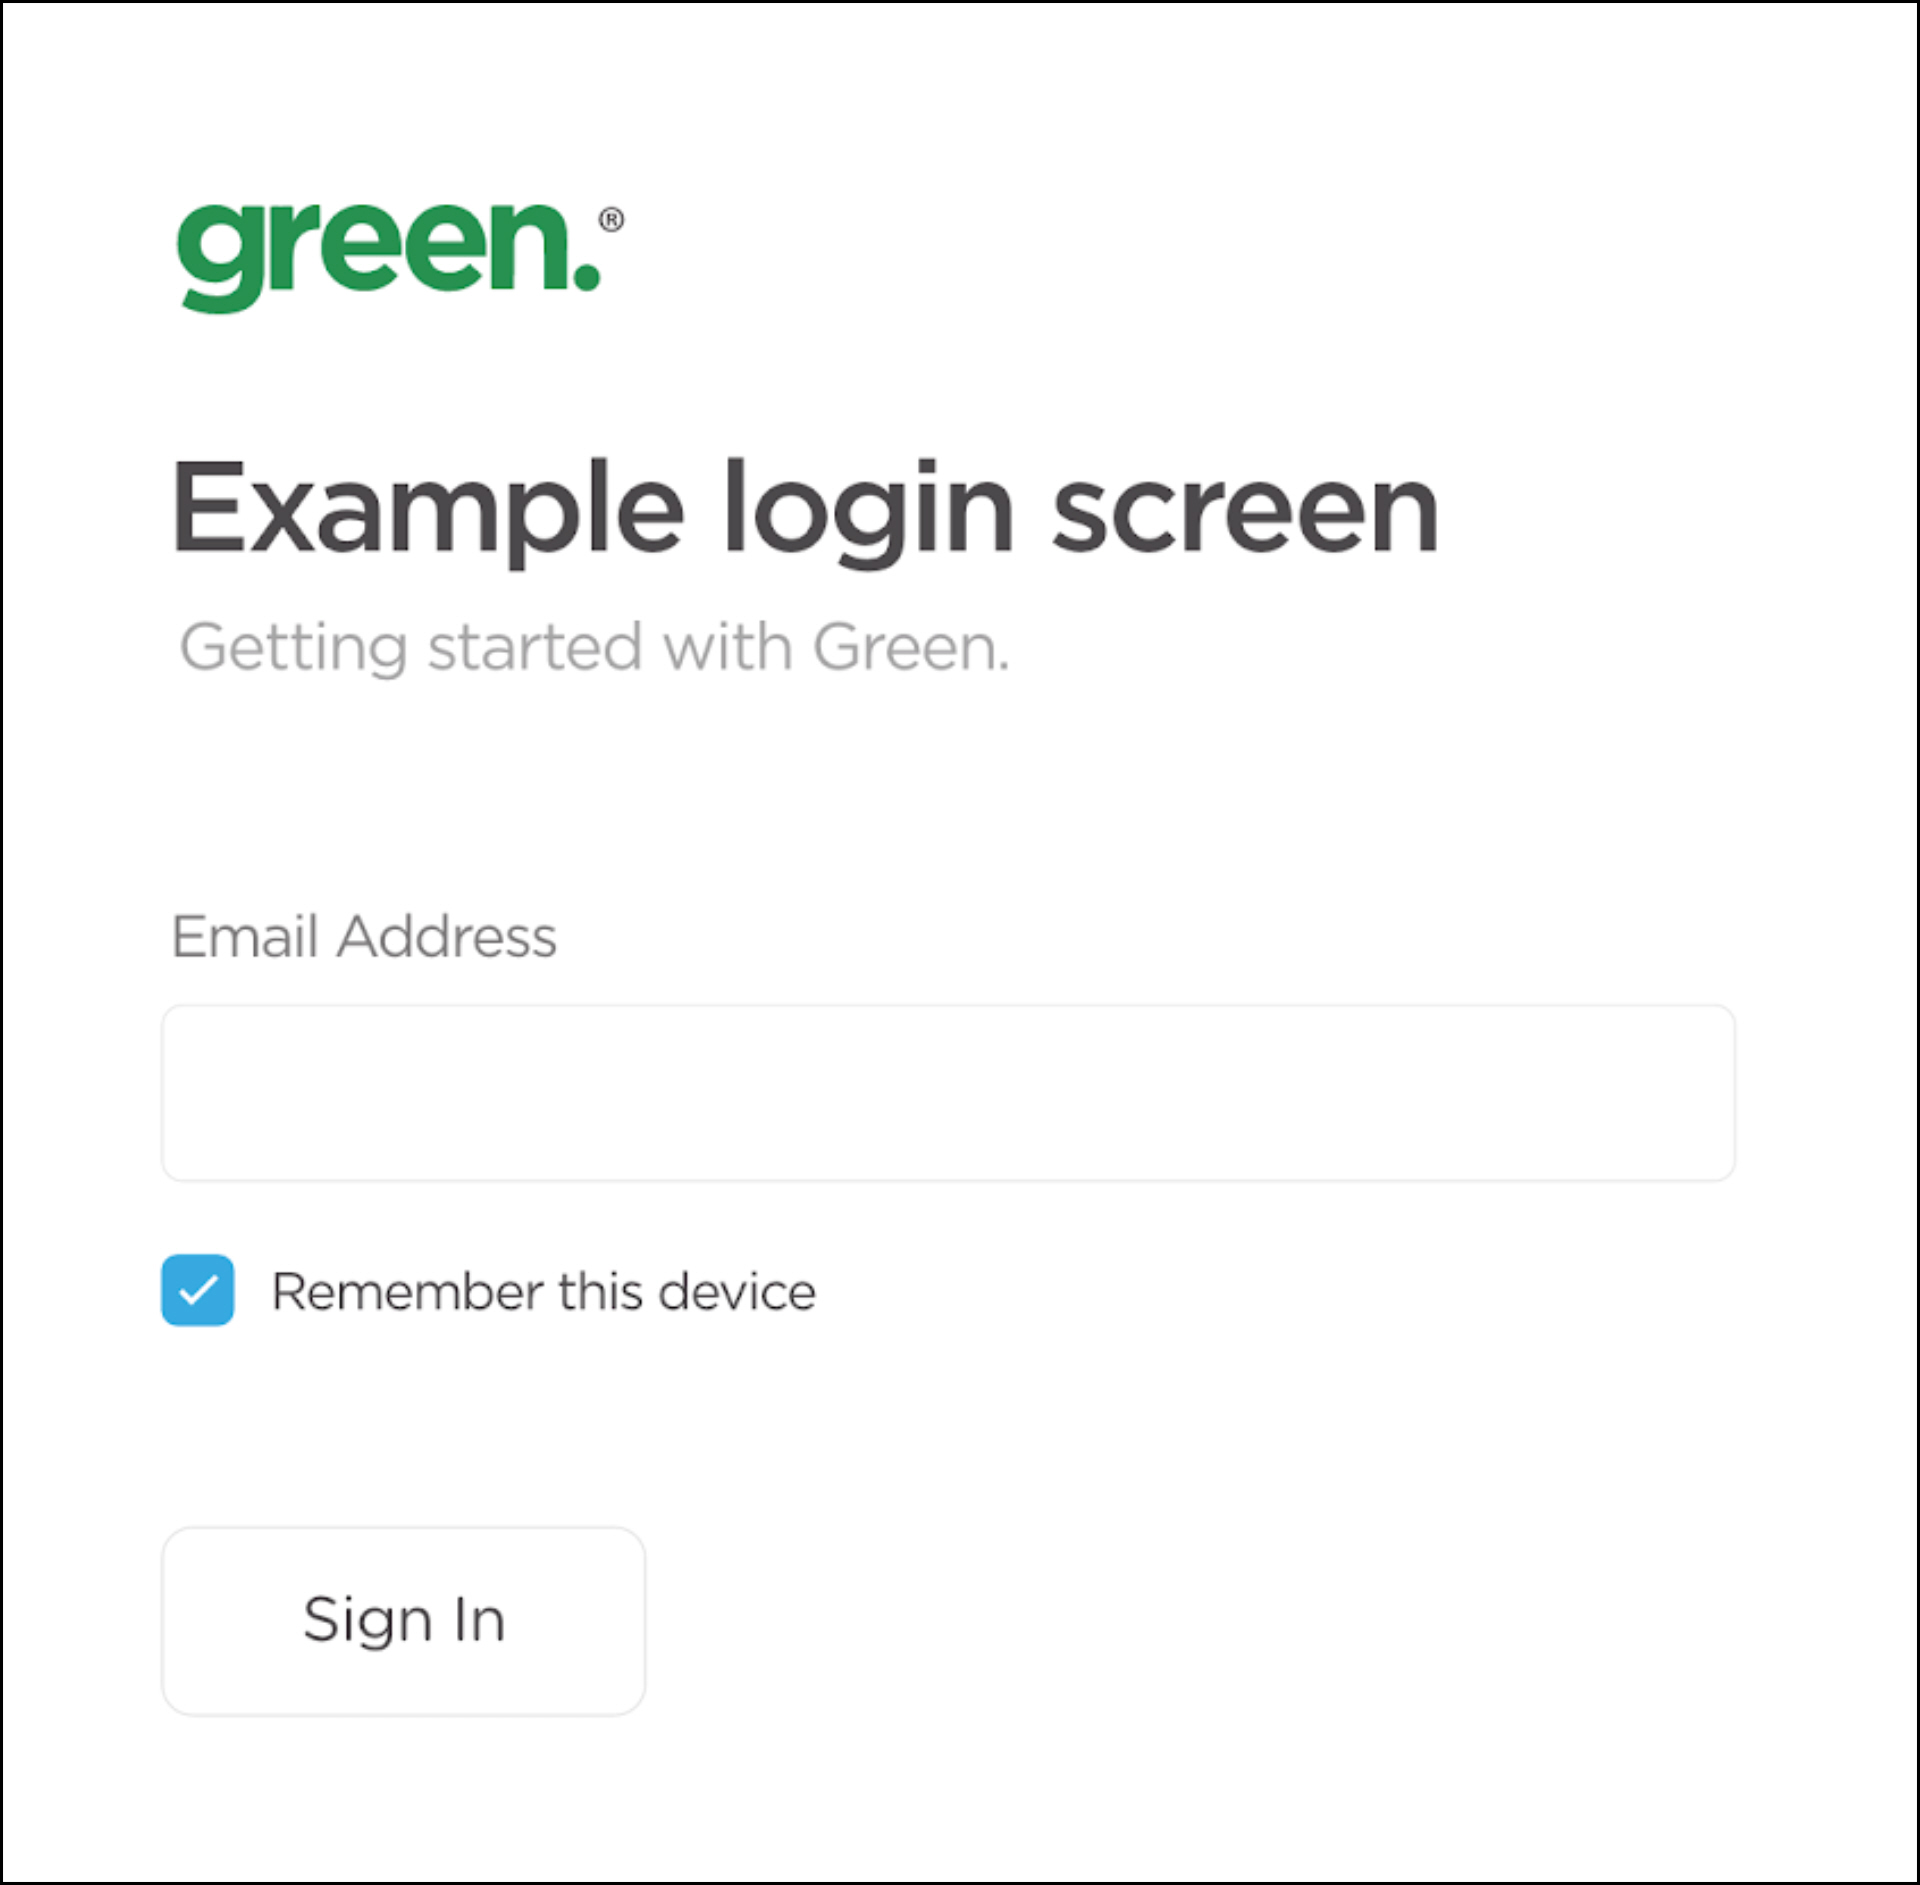 green.®
Example login screen
Getting started with Green.
Email Address
Remember this device
Sign In